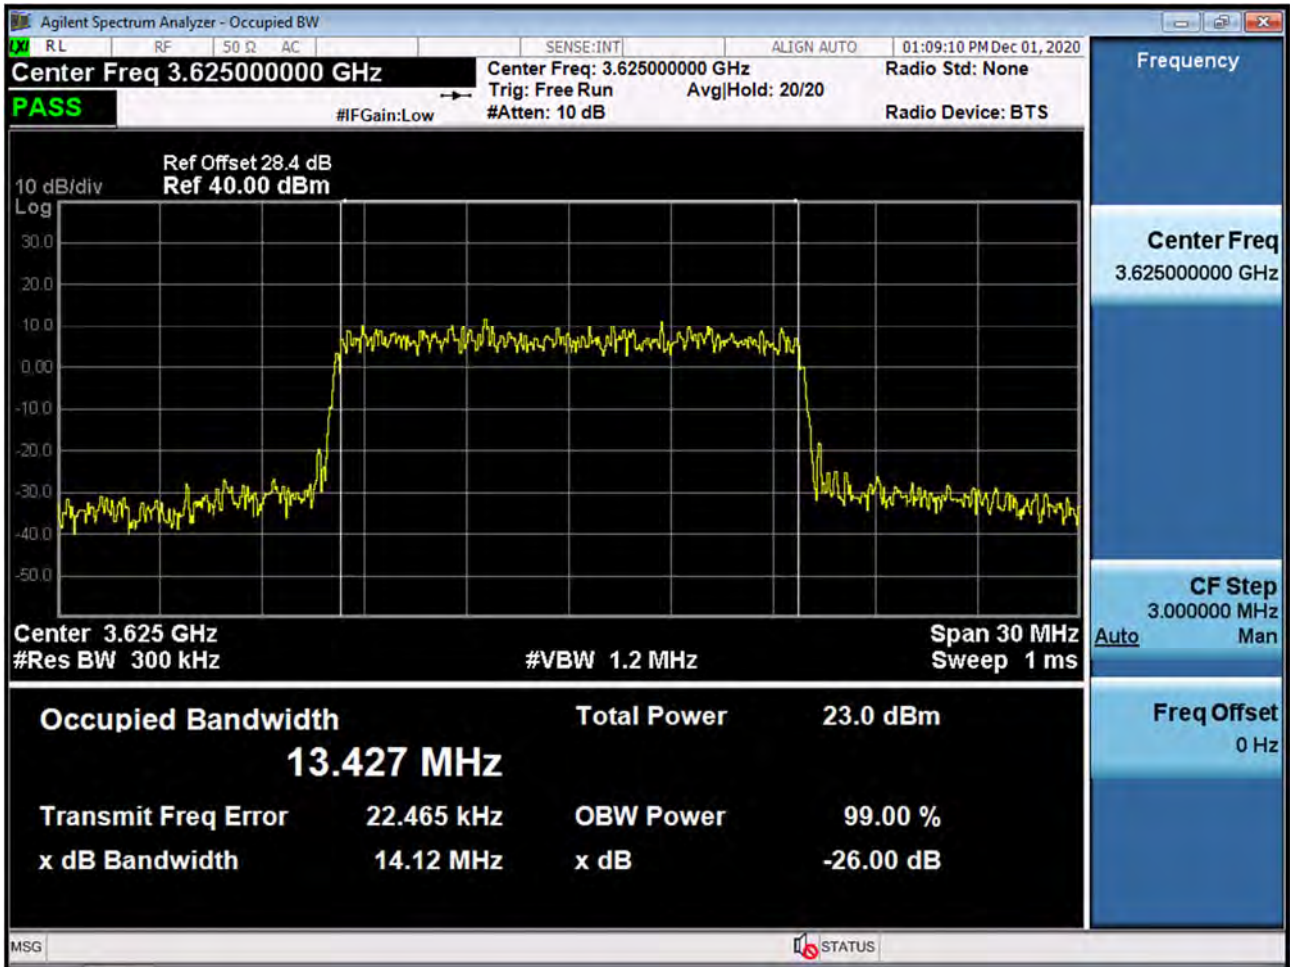 Agilent Spectrum Analyzer - Occupied BW
LXI RL RF 50 Ω AC SENSE:INT ALIGN AUTO 01:09:10 PM Dec 01, 2020
Center Freq 3.625000000 GHz
Center Freq: 3.625000000 GHz
Radio Std: None
Trig: Free Run
Avg|Hold: 20/20
PASS
#IFGain:Low
#Atten: 10 dB
Radio Device: BTS
Ref Offset 28.4 dB
10 dB/div
Ref 40.00 dBm
Log
30.0
20.0
10.0
0.00
-10.0
-20.0
-30.0
-40.0
-50.0
Center 3.625 GHz
Span 30 MHz
#Res BW 300 kHz
#VBW 1.2 MHz
Sweep 1 ms
Occupied Bandwidth
Total Power
23.0 dBm
13.427 MHz
Transmit Freq Error
22.465 kHz
OBW Power
99.00 %
x dB Bandwidth
14.12 MHz
x dB
-26.00 dB
Frequency
Center Freq
3.625000000 GHz
CF Step
3.000000 MHz
Auto Man
Freq Offset
0 Hz
MSG
STATUS